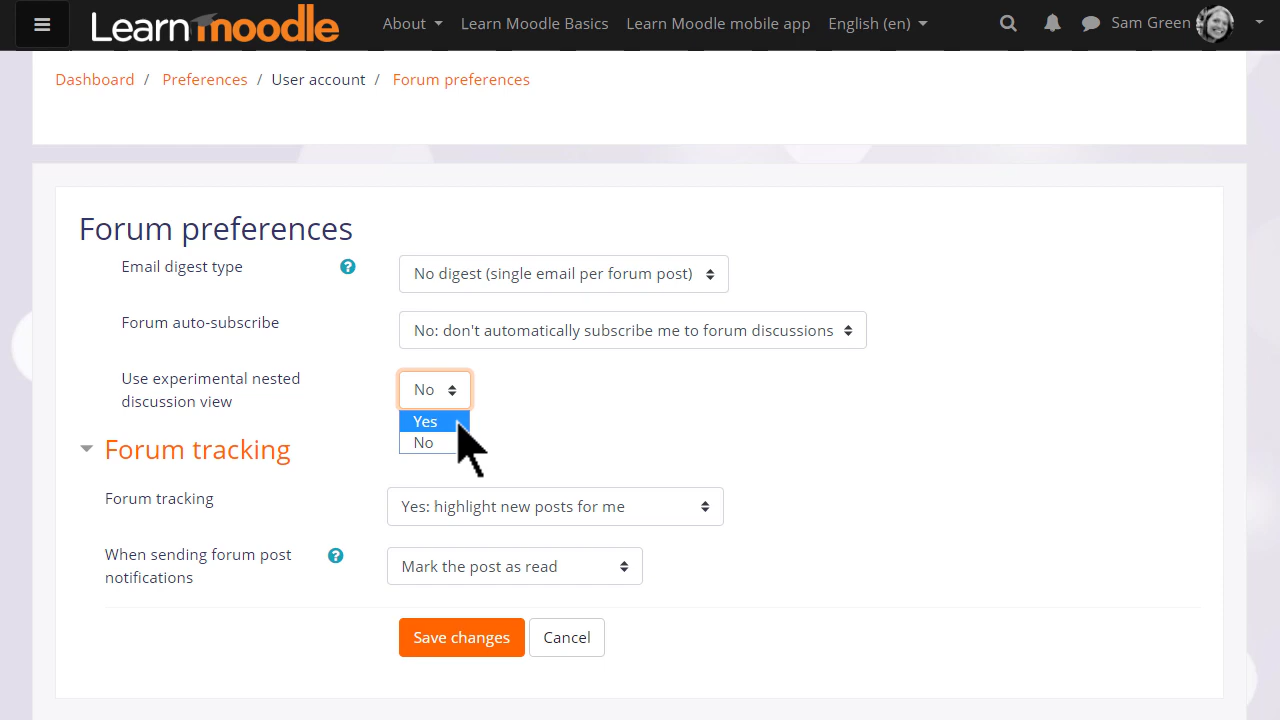 Learn moodle About Learn Moodle Basics Learn Moodle mobile app English (en) Sam Green
Dashboard / Preferences / User account / Forum preferences
Forum preferences
Email digest type ? No digest (single email per forum post)
Forum auto-subscribe No: don't automatically subscribe me to forum discussions
Use experimental nested
discussion view
No
Yes
No
Forum tracking
Forum tracking Yes: highlight new posts for me
When sending forum post
notifications
? Mark the post as read
Save changes Cancel